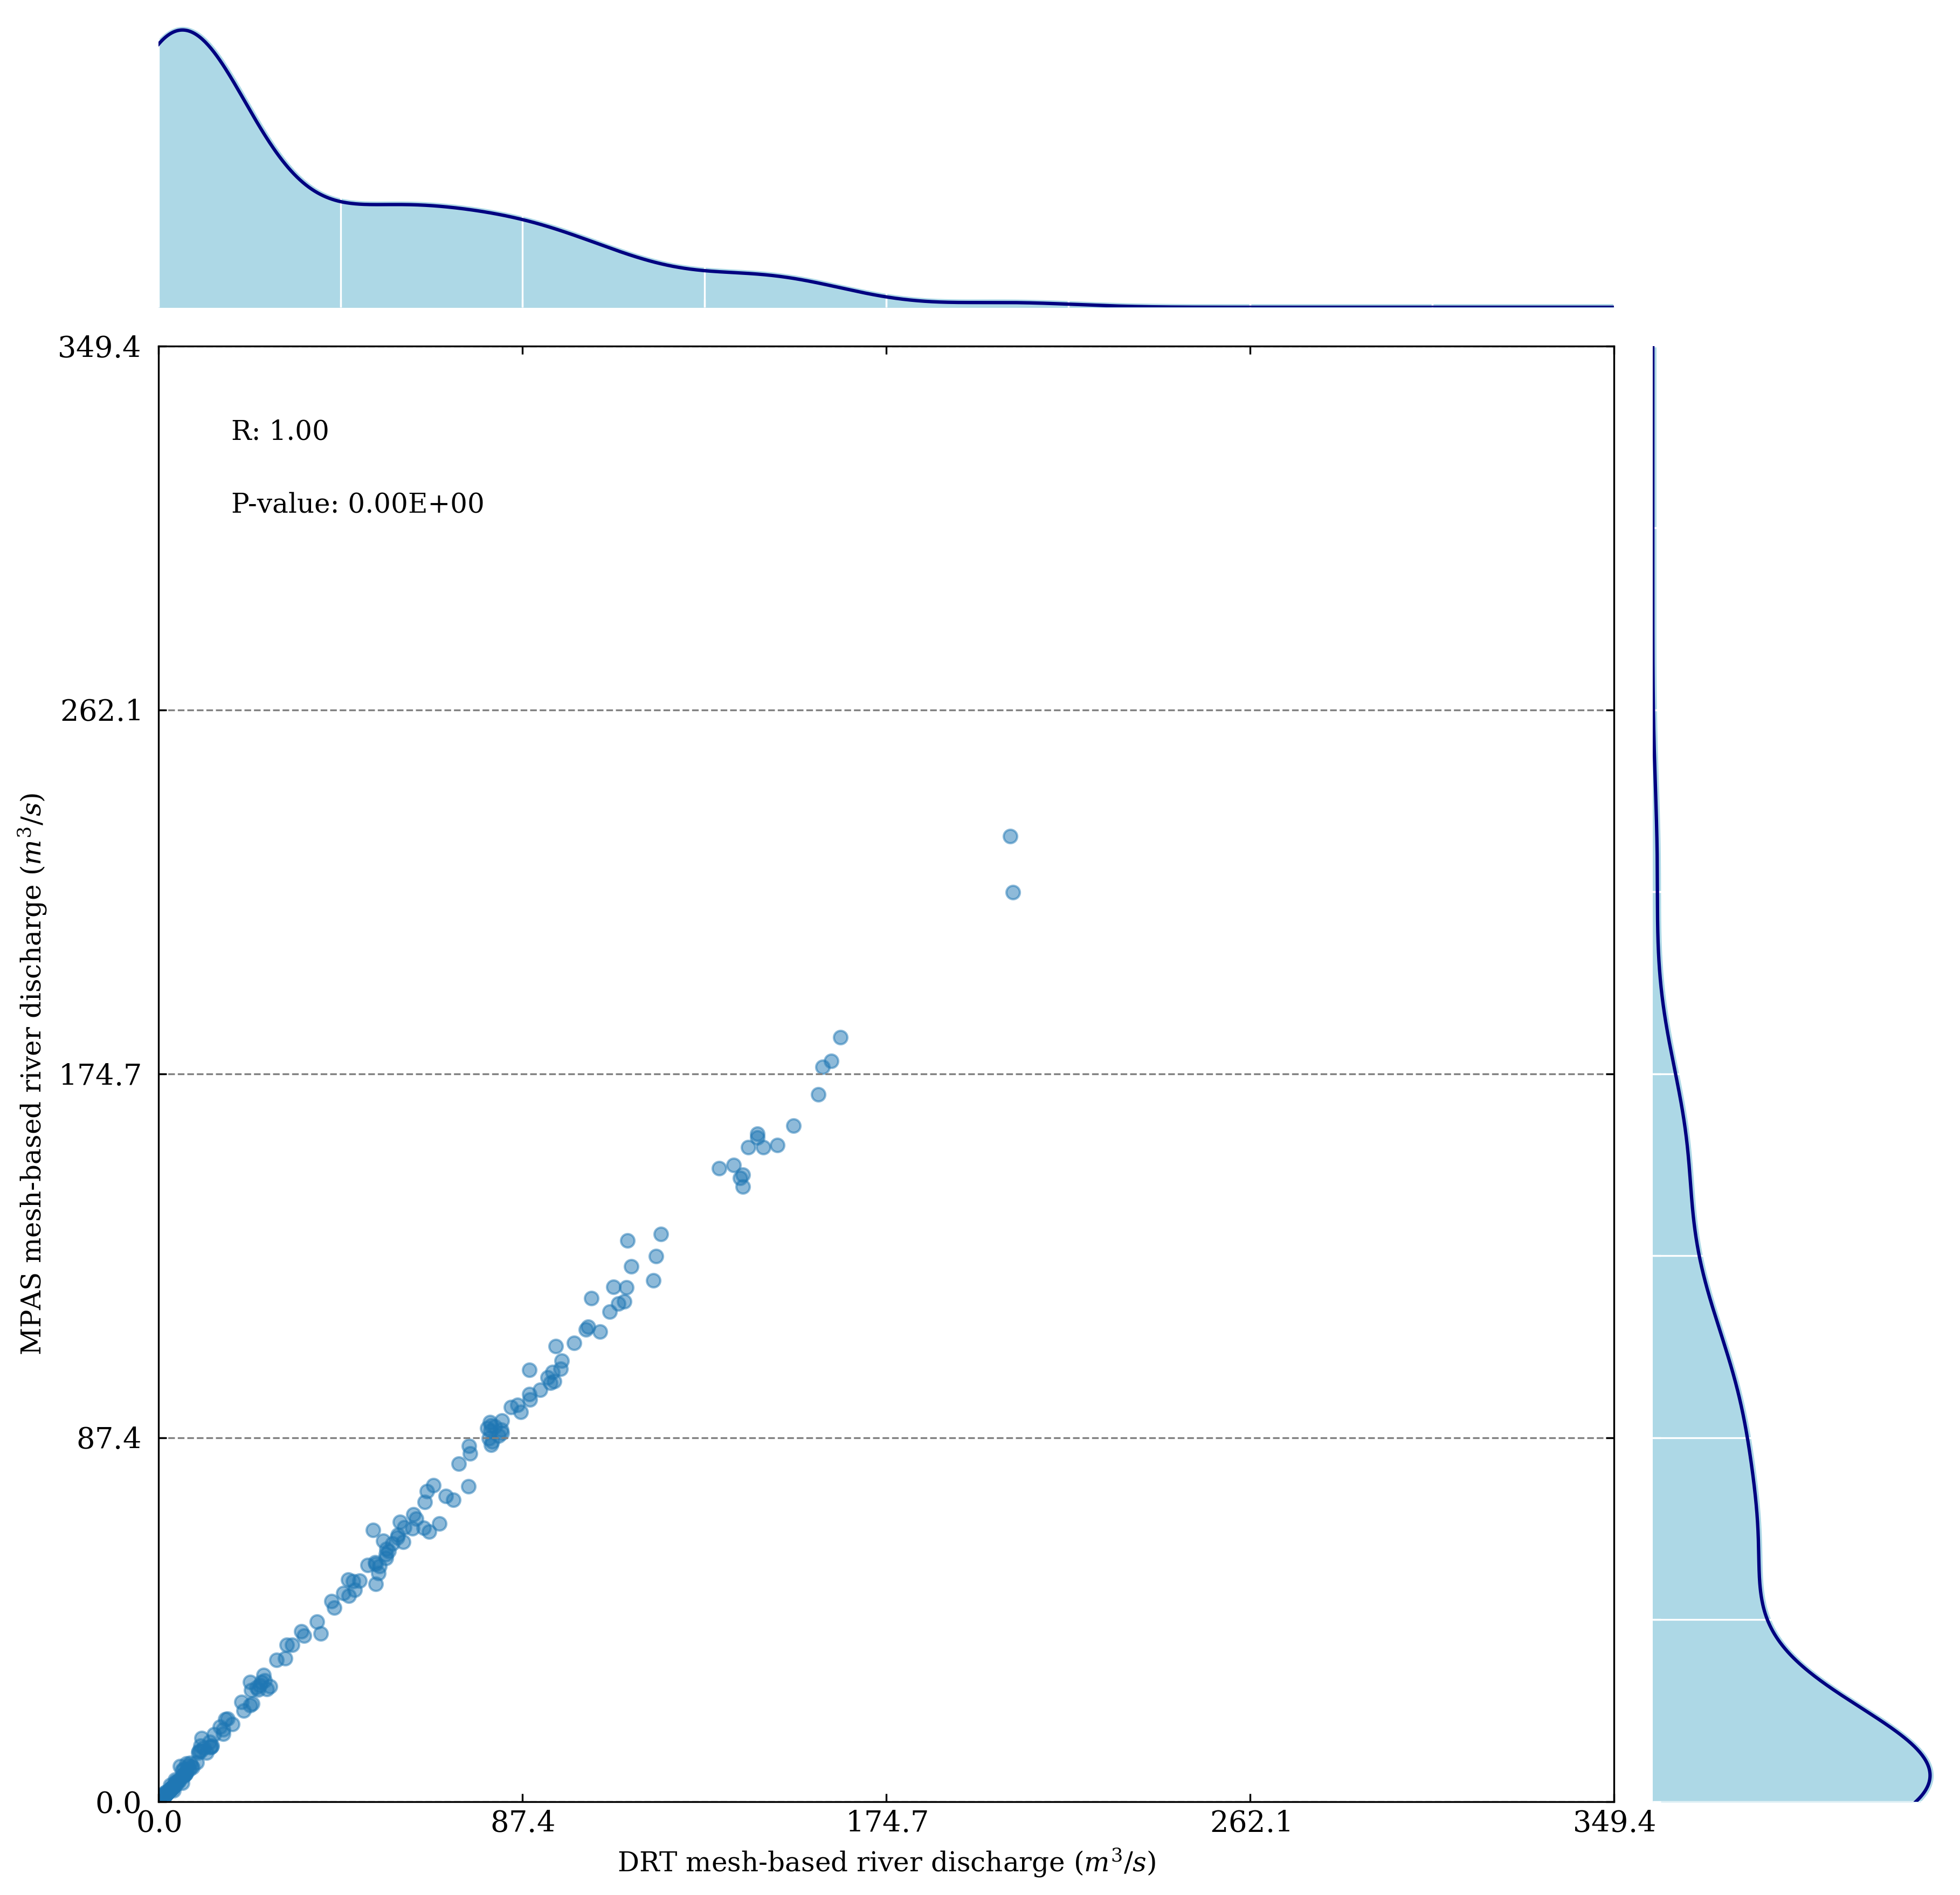 349.4
R: 1.00
P-value: 0.00E+00
262.1
MPAS mesh-based river discharge (m³/s)
174.7
87.4
0.0
0.0 87.4 174.7 262.1 349.4
DRT mesh-based river discharge (m³/s)